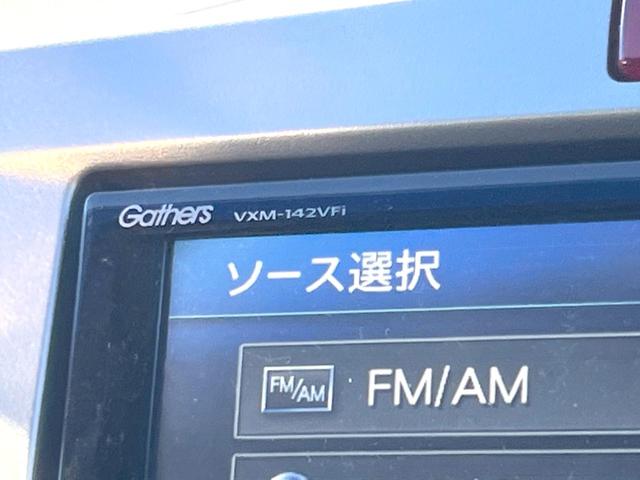 Gathers VXM-142VFi
ソース選択
FM/AM FM/AM